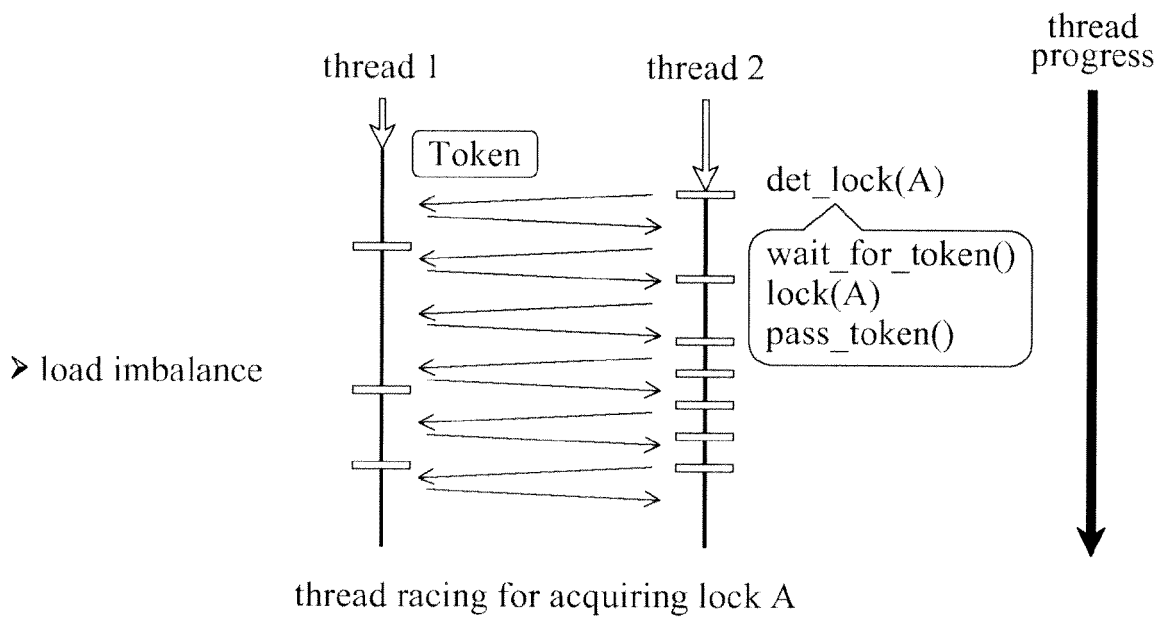 thread
progress
thread 1
thread 2
Token
det_lock(A)
wait_for_token()
lock(A)
pass_token()
➢ load imbalance
thread racing for acquiring lock A